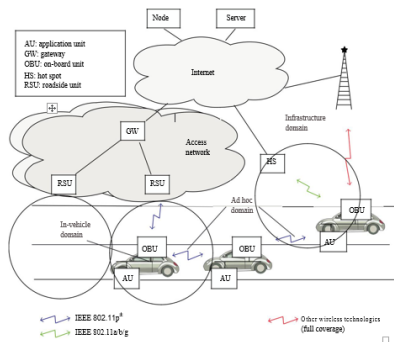 Node
Server
AU: application unit
GW: gateway
OBU: on-board unit
HS: hot spot
RSU: roadside unit
Internet
GW
Access
network
Infrastructure
domain
HS
RSU
RSU
Ad hoc
domain
OBU
In-vehicle
domain
OBU
OBU
AU
AU
AU
IEEE 802.11p
IEEE 802.11a/b/g
Other wireless technologies
(full coverage)